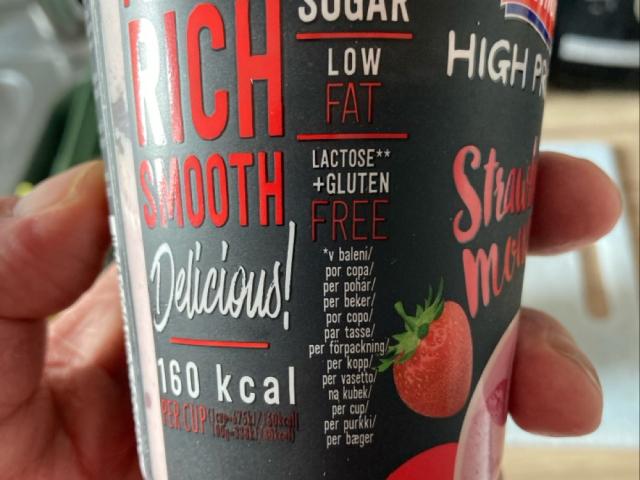 RICH
SMOOTH
Delicious!
160 kcal
PER CUP
SUGAR
LOW
FAT
LACTOSE**
+GLUTEN
FREE
*v balení/
por copa/
per pohár/
per beker/
por copo/
par tasse/
per förpackning/
per kopp/
per vasetto/
na kubek/
per cup/
per purkki/
per bæger
HIGH